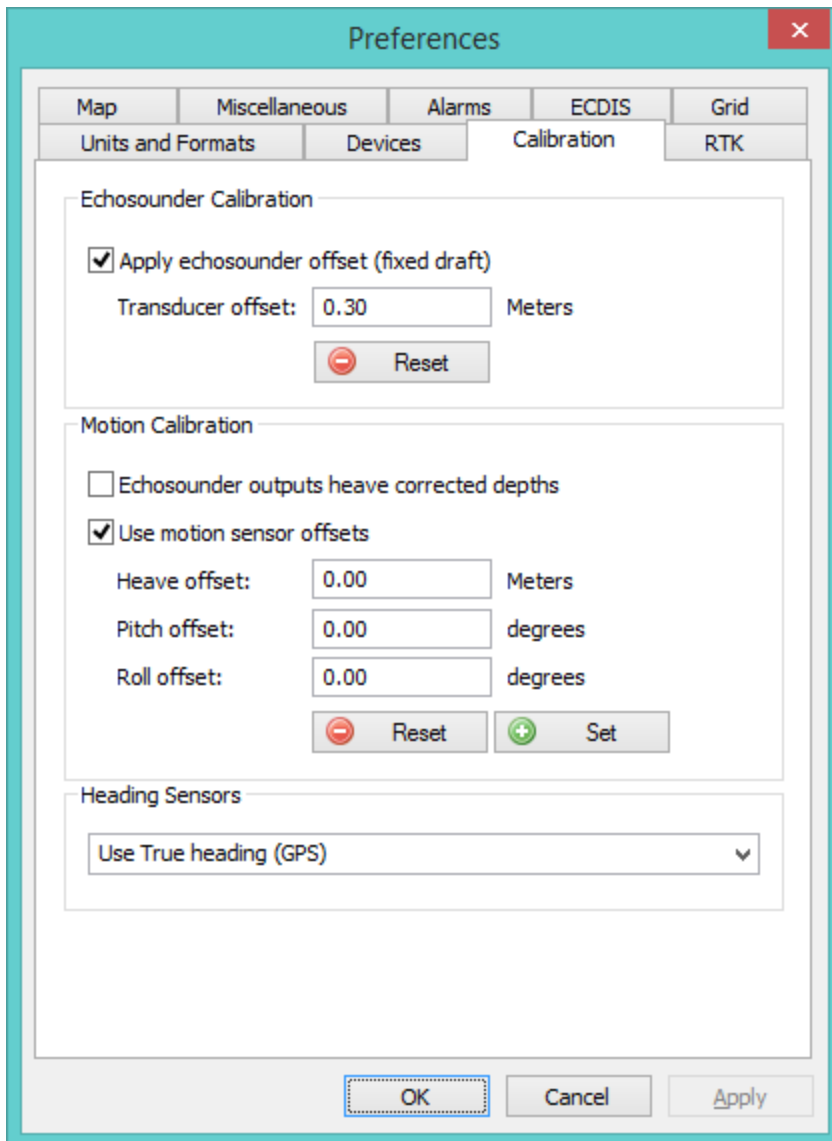 Preferences
Map Miscellaneous Alarms ECDIS Grid
Units and Formats Devices Calibration RTK
Echosounder Calibration
Apply echosounder offset (fixed draft)
Transducer offset: 0.30 Meters
Reset
Motion Calibration
Echosounder outputs heave corrected depths
Use motion sensor offsets
Heave offset: 0.00 Meters
Pitch offset: 0.00 degrees
Roll offset: 0.00 degrees
Reset Set
Heading Sensors
Use True heading (GPS)
OK Cancel Apply